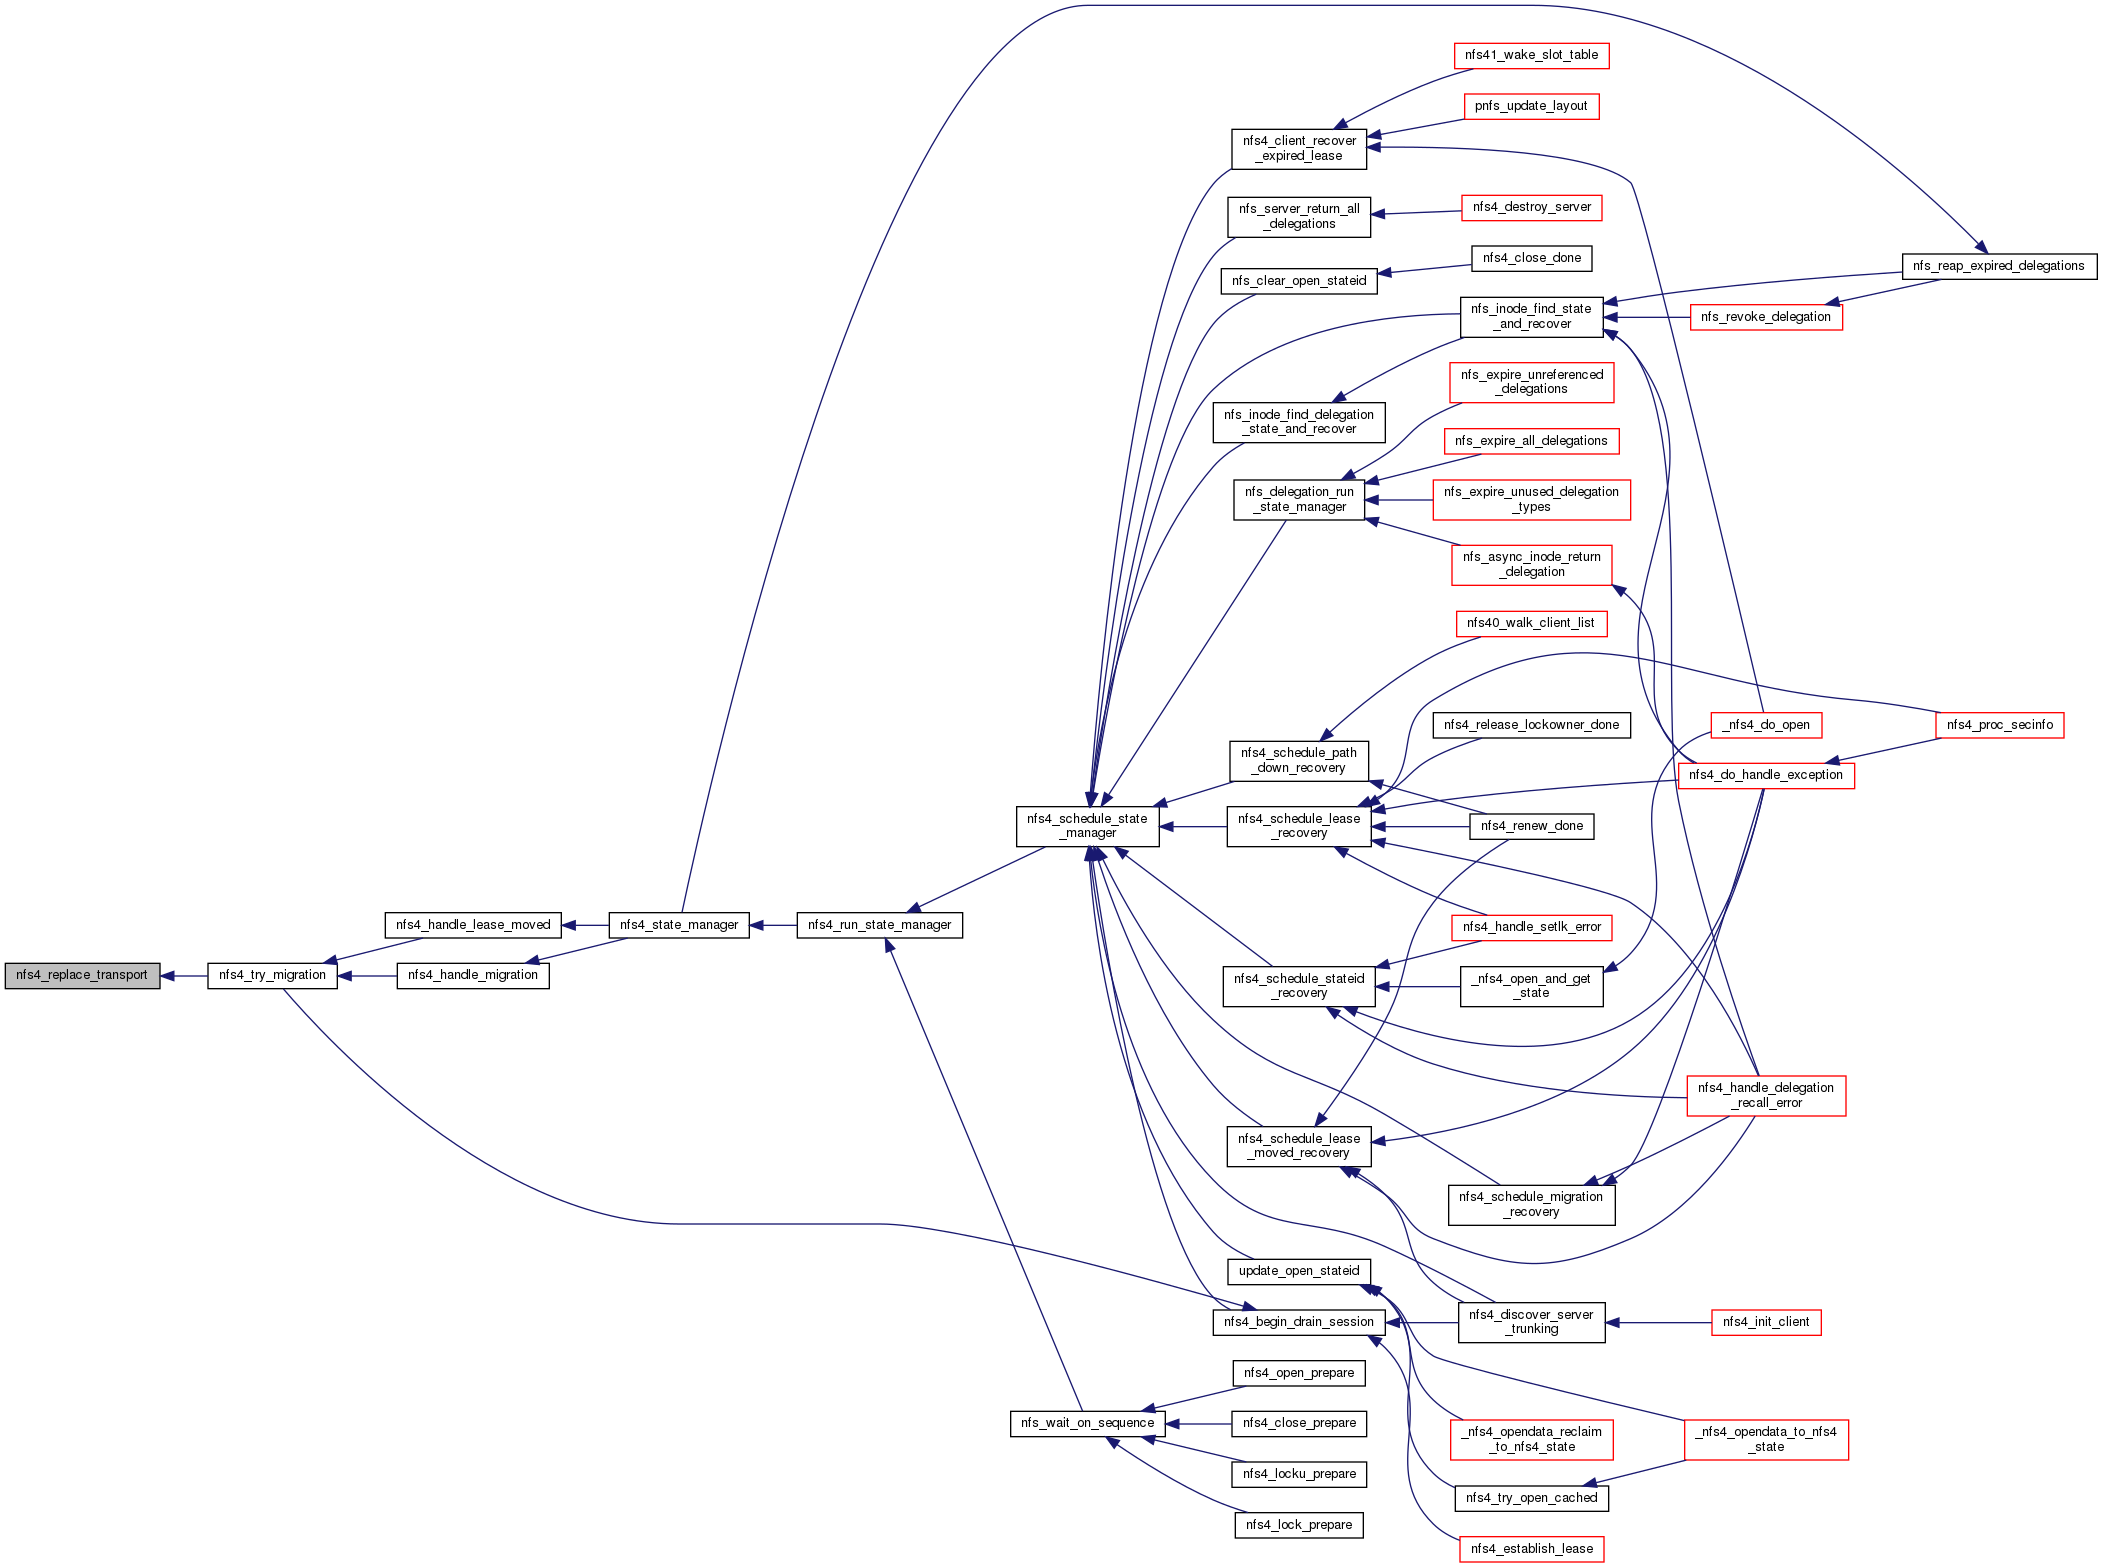 nfs4_replace_transport
nfs4_try_migration
nfs4_handle_lease_moved
nfs4_handle_migration
nfs4_state_manager
nfs4_run_state_manager
nfs4_schedule_state
_manager
nfs_wait_on_sequence
nfs4_client_recover
_expired_lease
nfs_server_return_all
_delegations
nfs_clear_open_stateid
nfs_inode_find_delegation
_state_and_recover
nfs_delegation_run
_state_manager
nfs4_schedule_path
_down_recovery
nfs4_schedule_lease
_recovery
nfs4_schedule_stateid
_recovery
nfs4_schedule_lease
_moved_recovery
update_open_stateid
nfs4_begin_drain_session
nfs4_open_prepare
nfs4_close_prepare
nfs4_locku_prepare
nfs4_lock_prepare
nfs41_wake_slot_table
pnfs_update_layout
nfs4_destroy_server
nfs4_close_done
nfs_inode_find_state
_and_recover
nfs_expire_unreferenced
_delegations
nfs_expire_all_delegations
nfs_expire_unused_delegation
_types
nfs_async_inode_return
_delegation
nfs40_walk_client_list
nfs4_release_lockowner_done
nfs4_renew_done
nfs4_handle_setlk_error
_nfs4_open_and_get
_state
nfs4_schedule_migration
_recovery
nfs4_discover_server
_trunking
_nfs4_opendata_reclaim
_to_nfs4_state
nfs4_try_open_cached
nfs4_establish_lease
nfs_revoke_delegation
_nfs4_do_open
nfs4_do_handle_exception
nfs4_handle_delegation
_recall_error
nfs4_init_client
_nfs4_opendata_to_nfs4
_state
nfs_reap_expired_delegations
nfs4_proc_secinfo